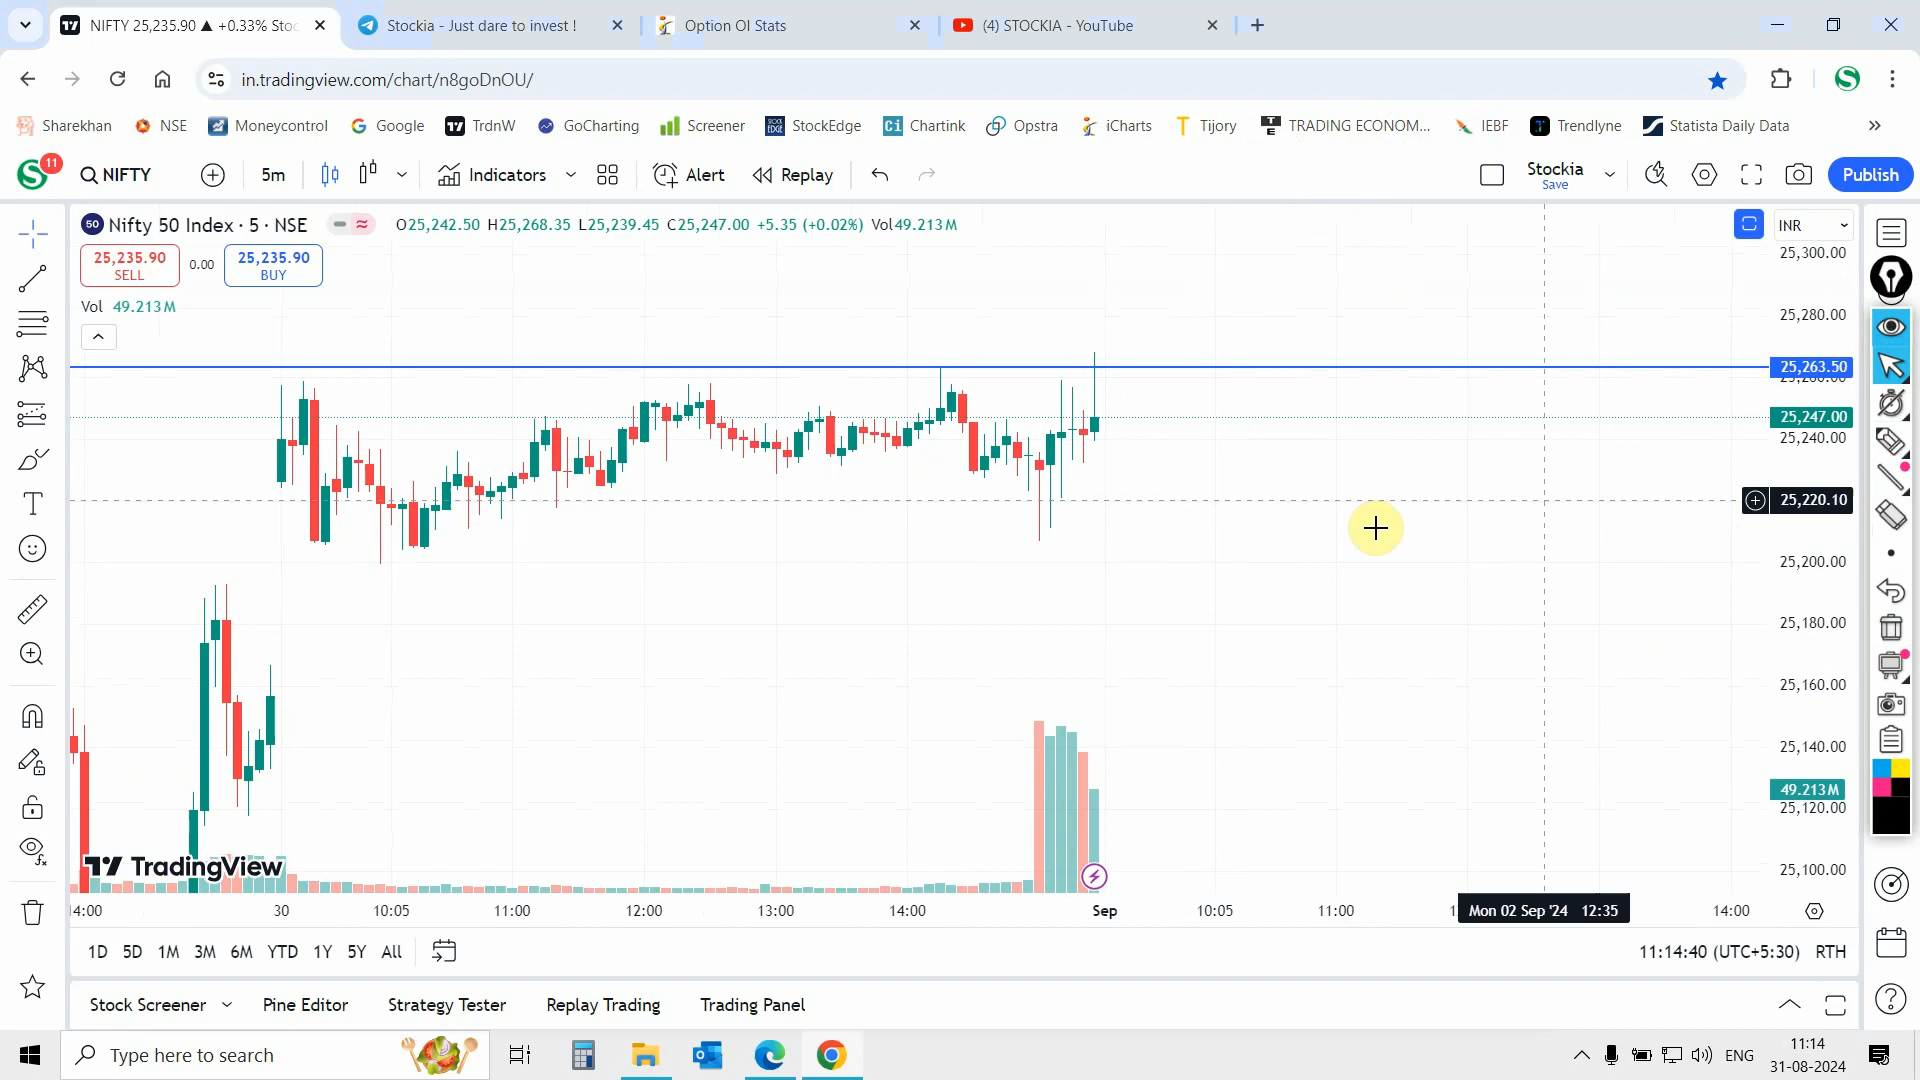 NIFTY 25,235.90 ▲ +0.33% Stoc
Stockia - Just dare to invest !
Option OI Stats
(4) STOCKIA - YouTube
in.tradingview.com/chart/n8goDnOU/
Sharekhan
NSE
Moneycontrol
Google
TrdnW
GoCharting
Screener
StockEdge
Chartink
Opstra
iCharts
Tijory
TRADING ECONOM...
IEBF
Trendlyne
Statista Daily Data
11
NIFTY
5m
Indicators
Alert
Replay
Stockia
Save
Publish
50 Nifty 50 Index · 5 · NSE
O25,242.50 H25,268.35 L25,239.45 C25,247.00 +5.35 (+0.02%) Vol49.213M
INR
25,235.90
SELL
0.00
25,235.90
BUY
Vol 49.213M
25,300.00
25,280.00
25,263.50
25,260.00
25,247.00
25,240.00
25,220.10
25,200.00
25,180.00
25,160.00
25,140.00
25,120.00
25,100.00
49.213M
TradingView
14:00
30
10:05
11:00
12:00
13:00
14:00
Sep
10:05
11:00
Mon 02 Sep '24 12:35
14:00
1D 5D 1M 3M 6M YTD 1Y 5Y All
11:14:40 (UTC+5:30) RTH
Stock Screener
Pine Editor
Strategy Tester
Replay Trading
Trading Panel
Type here to search
ENG
11:14
31-08-2024